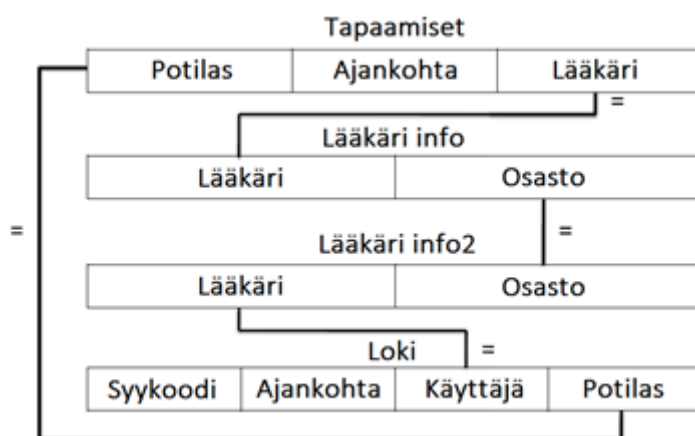 Tapaamiset
Potilas Ajankohta Lääkäri
=
Lääkäri info
Lääkäri Osasto
= =
Lääkäri info2
Lääkäri Osasto
Loki =
Syykoodi Ajankohta Käyttäjä Potilas